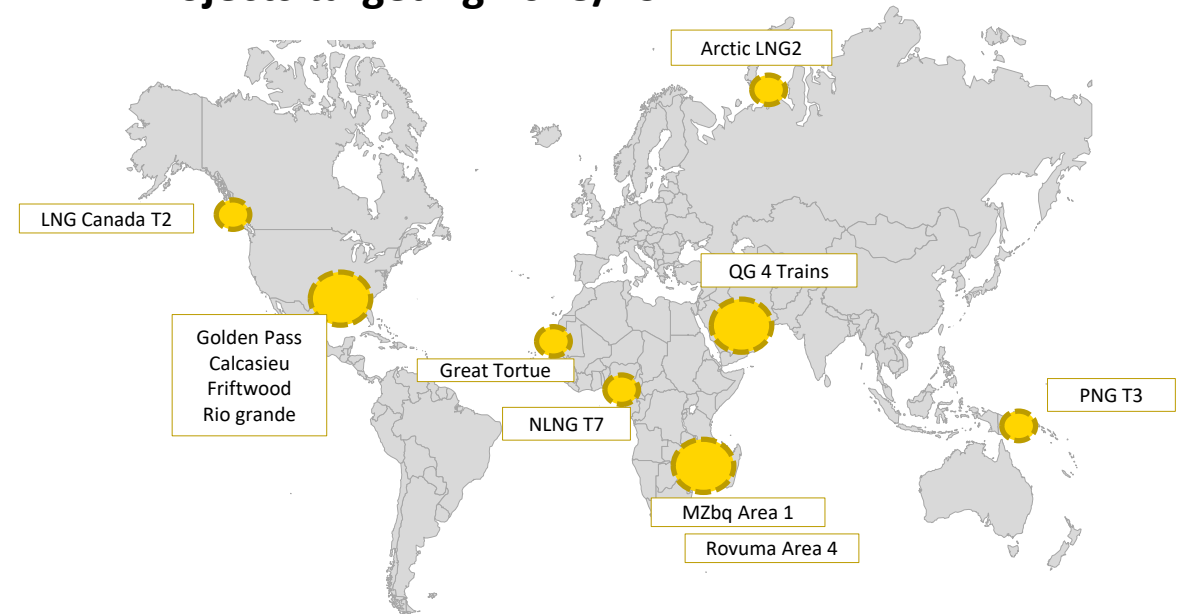 Arctic LNG2
LNG Canada T2
QG 4 Trains
Golden Pass
Calcasieu
Friftwood
Rio grande
Great Tortue
PNG T3
NLNG T7
MZbq Area 1
Rovuma Area 4